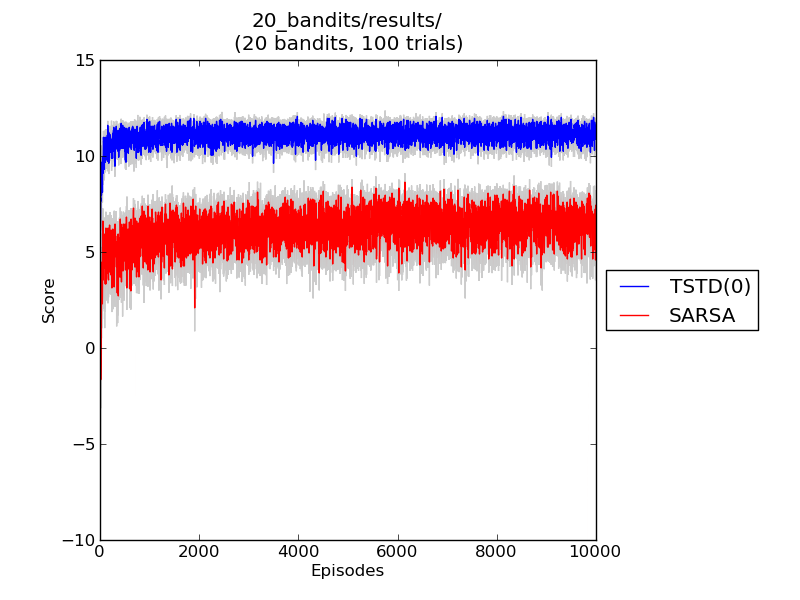 20_bandits/results/
(20 bandits, 100 trials)
15
10
5
0
−5
−10
Score
0 2000 4000 6000 8000 10000
Episodes
TSTD(0)
SARSA